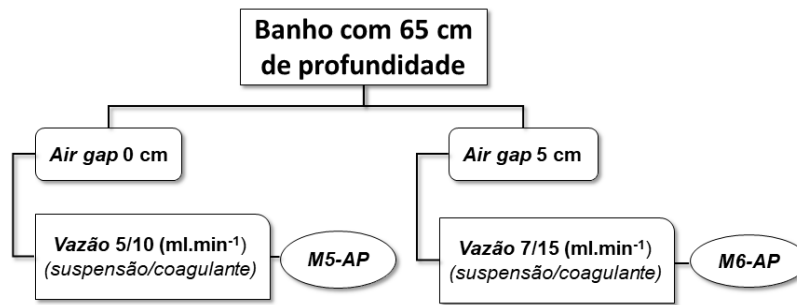 Banho com 65 cm
de profundidade
Air gap 0 cm
Air gap 5 cm
Vazão 5/10 (ml.min⁻¹)
(suspensão/coagulante)
M5-AP
Vazão 7/15 (ml.min⁻¹)
(suspensão/coagulante)
M6-AP